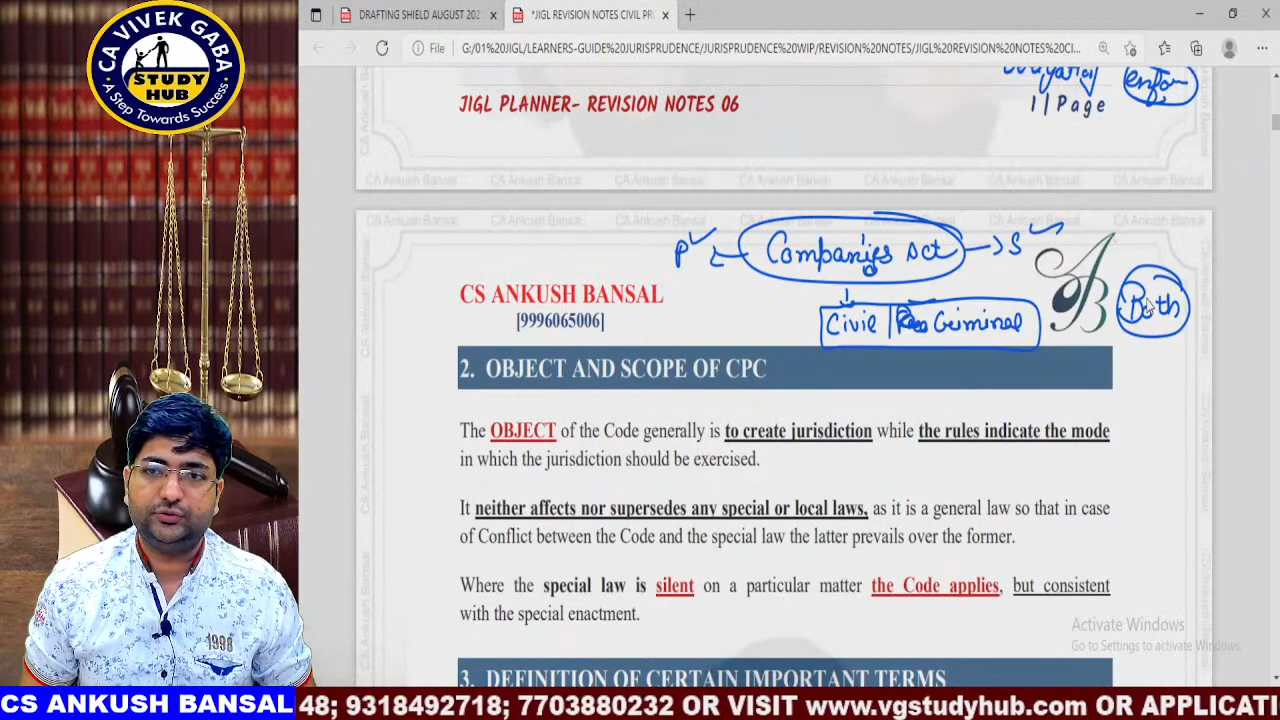 CA VIVEK GABA
STUDY
HUB
A Step Towards Success
DRAFTING SHIELD AUGUST 202
*JIGL REVISION NOTES CIVIL PR
File
G:/01%20JIGL/LEARNERS-GUIDE%20JURISPRUDENCE/JURISPRUDENCE%20WIP/REVISION%20NOTES/JIGL%20REVISION%20NOTES%20CI...
JIGL PLANNER- REVISION NOTES 06
1 | Page
CA Ankush Bansal
P ← Companies Act → S
Both
Civil | Criminal
AB
CS ANKUSH BANSAL
[9996065006]
2. OBJECT AND SCOPE OF CPC
The OBJECT of the Code generally is to create jurisdiction while the rules indicate the mode
in which the jurisdiction should be exercised.
It neither affects nor supersedes any special or local laws, as it is a general law so that in case
of Conflict between the Code and the special law the latter prevails over the former.
Where the special law is silent on a particular matter the Code applies, but consistent
with the special enactment.
3. DEFINITION OF CERTAIN IMPORTANT TERMS
Activate Windows
Go to Settings to activate Windows.
1998
CS ANKUSH BANSAL
48; 9318492718; 7703880232 OR VISIT www.vgstudyhub.com OR APPLICATI